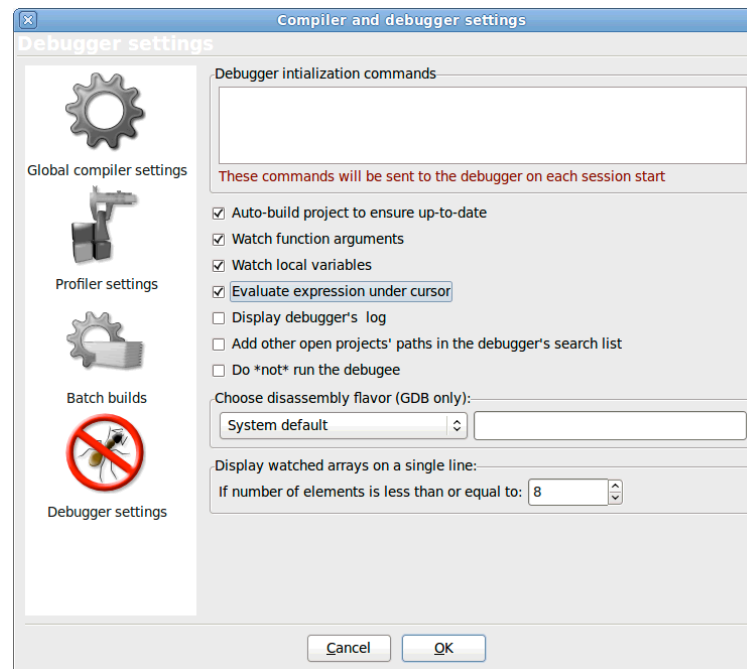 Compiler and debugger settings
Debugger settings
Global compiler settings
Profiler settings
Batch builds
Debugger settings
Debugger intialization commands
These commands will be sent to the debugger on each session start
Auto-build project to ensure up-to-date
Watch function arguments
Watch local variables
Evaluate expression under cursor
Display debugger's log
Add other open projects' paths in the debugger's search list
Do *not* run the debugee
Choose disassembly flavor (GDB only):
System default
Display watched arrays on a single line:
If number of elements is less than or equal to: 8
Cancel OK